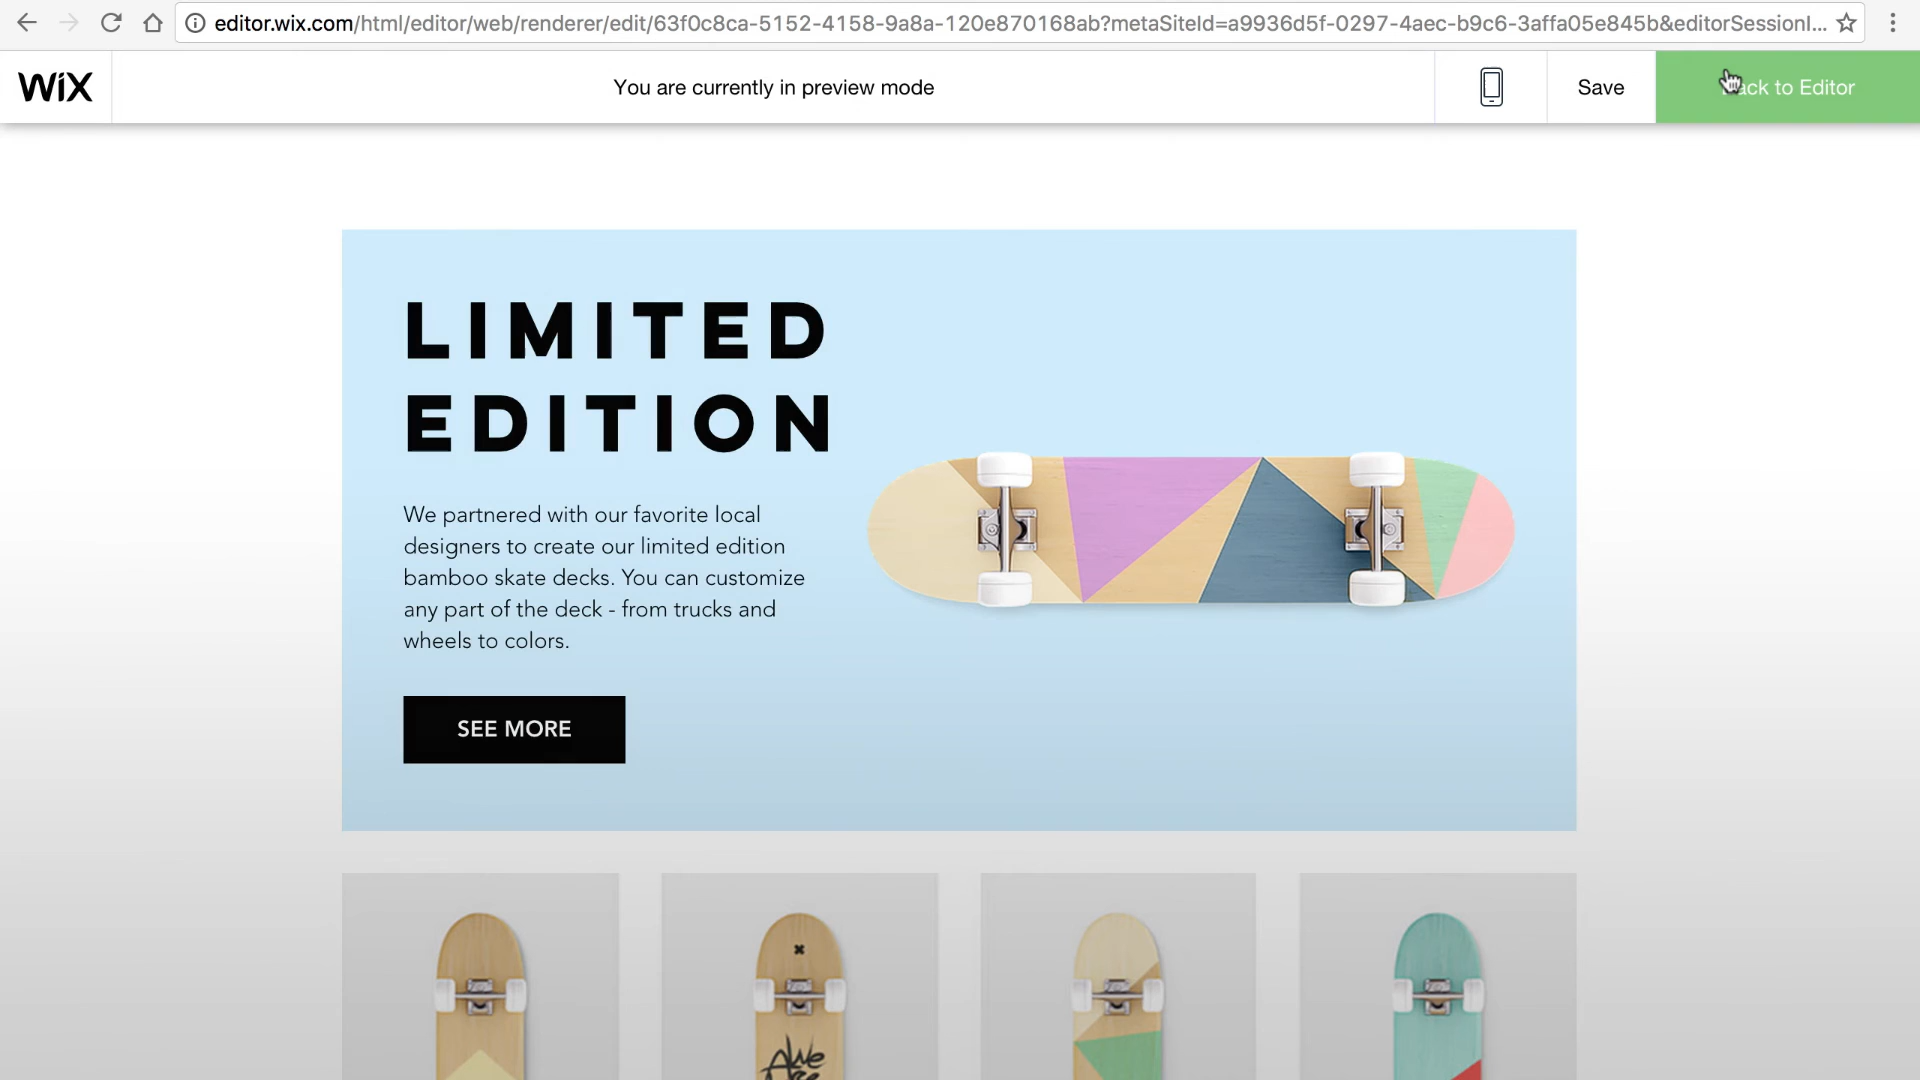 editor.wix.com/html/editor/web/renderer/edit/63f0c8ca-5152-4158-9a8a-120e870168ab?metaSiteId=a9936d5f-0297-4aec-b9c6-3affa05e845b&editorSessionI...
WiX
You are currently in preview mode
Save
to Editor
LIMITED
EDITION
We partnered with our favorite local
designers to create our limited edition
bamboo skate decks. You can customize
any part of the deck - from trucks and
wheels to colors.
SEE MORE